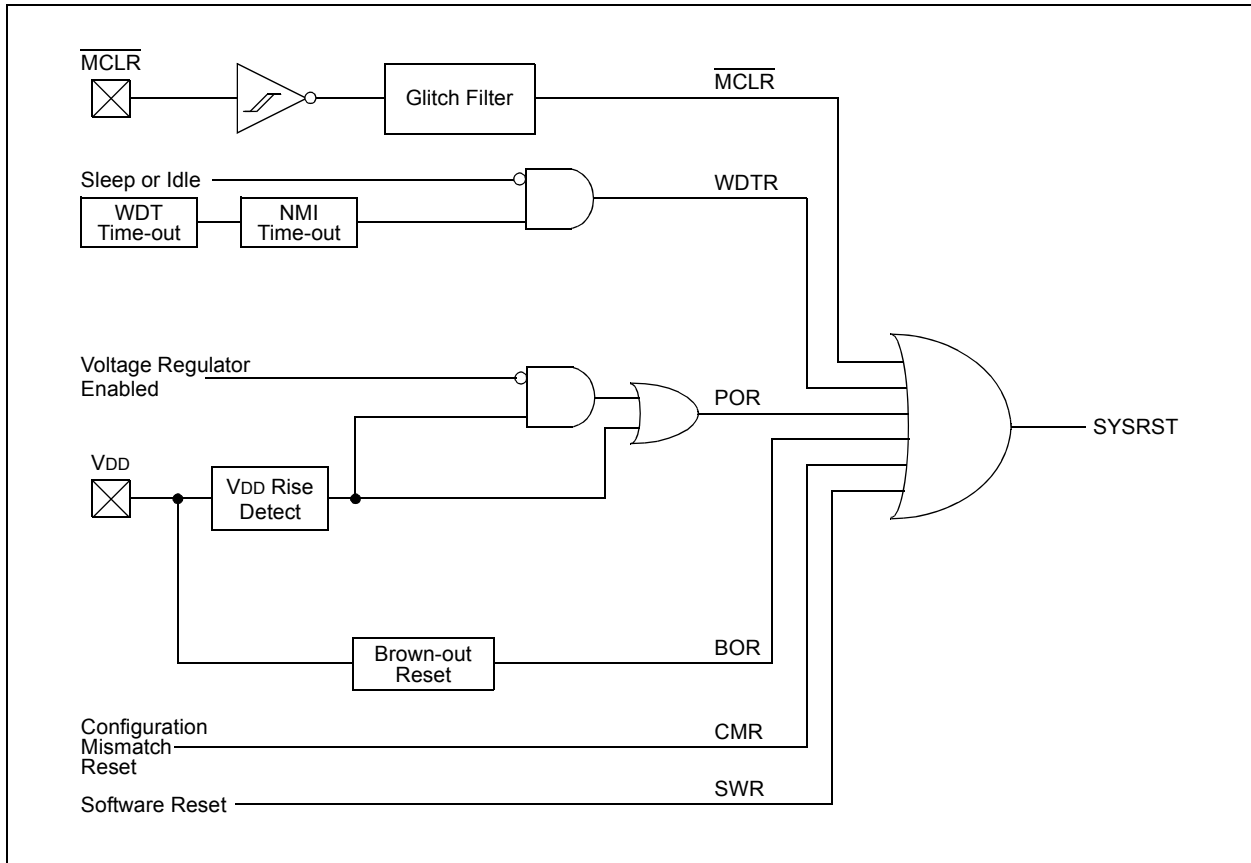 MCLR
Glitch Filter
MCLR
Sleep or Idle
WDTR
WDT
Time-out
NMI
Time-out
Voltage Regulator
Enabled
POR
SYSRST
VDD
VDD Rise
Detect
Brown-out
Reset
BOR
Configuration
Mismatch
Reset
CMR
Software Reset
SWR